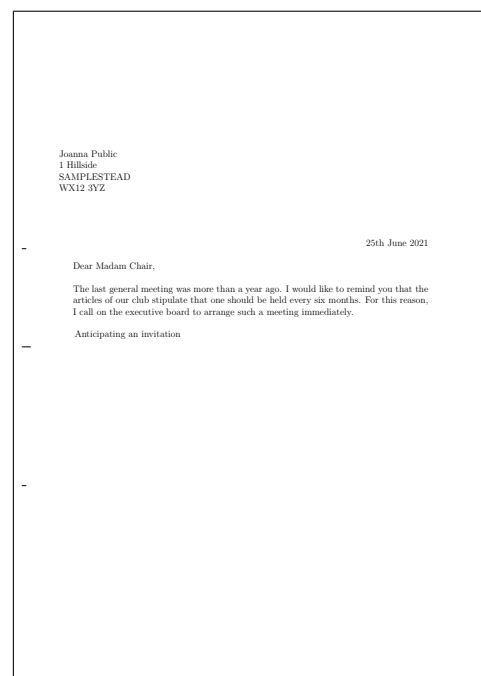 Joanna Public
1 Hillside
SAMPLESTEAD
WX12 3YZ
25th June 2021
Dear Madam Chair,
The last general meeting was more than a year ago. I would like to remind you that the
articles of our club stipulate that one should be held every six months. For this reason,
I call on the executive board to arrange such a meeting immediately.
Anticipating an invitation